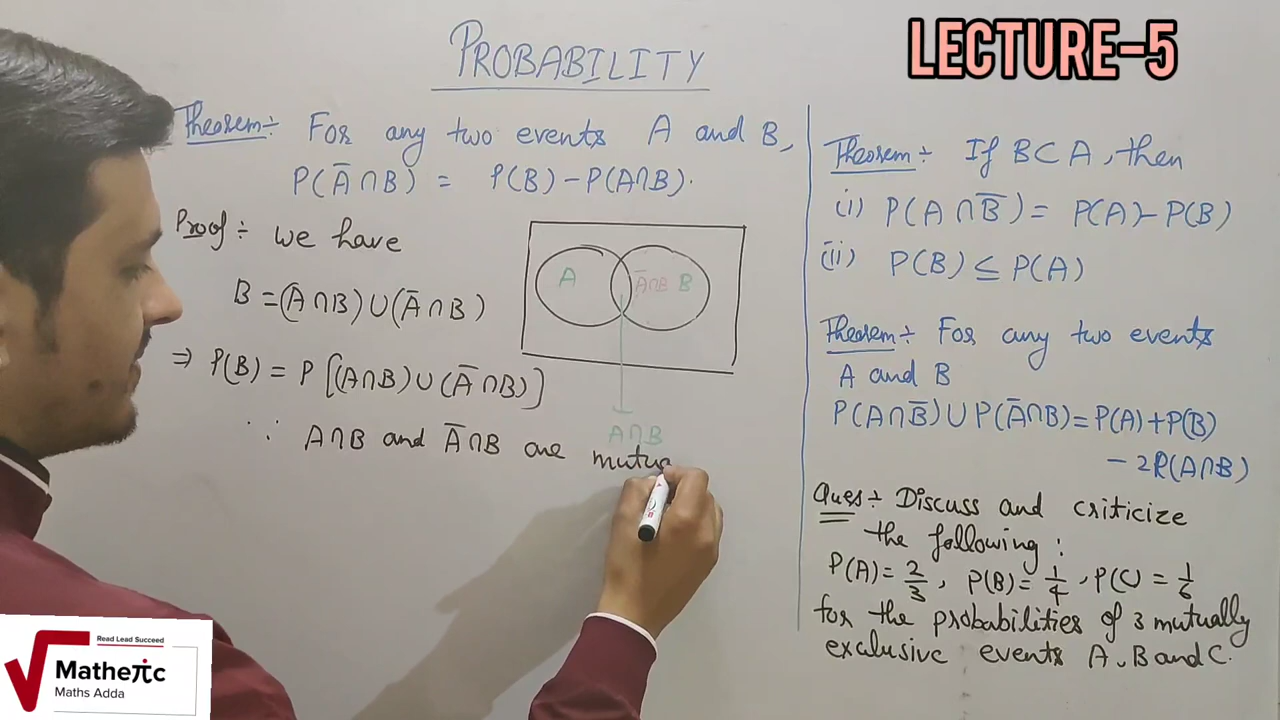 PROBABILITY
LECTURE-5
Theorem:- For any two events A and B,
P(A̅∩B) = P(B)-P(A∩B).
Proof:- we have
B = (A̅∩B)∪(A̅∩B)
⇒ P(B) = P[(A∩B)∪(A̅∩B)]
∵ A∩B and A̅∩B are mutua
A
A̅∩B B
A∩B
Theorem:- If B⊂A, then
(i) P(A∩B̅) = P(A)-P(B)
(ii) P(B) ≤ P(A)
Theorem:- For any two events
A and B
P(A∩B̅)∪P(A̅∩B)=P(A)+P(B)
-2P(A∩B)
Ques:- Discuss and criticize
the following:
P(A)=2/3, P(B)=1/4, P(C)=1/6
for the probabilities of 3 mutually
exclusive events A, B and C.
Read Lead Succeed
Matheπc
Maths Adda